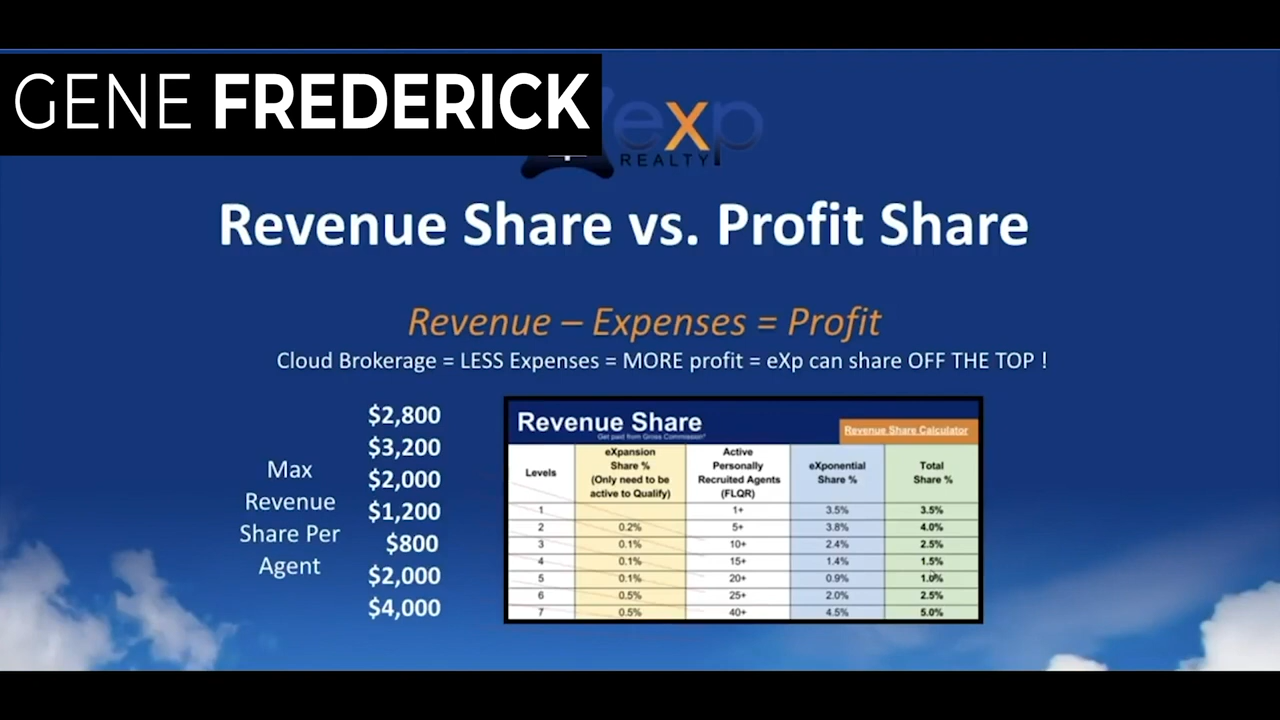 GENE FREDERICK
eXp
REALTY
Revenue Share vs. Profit Share
Revenue – Expenses = Profit
Cloud Brokerage = LESS Expenses = MORE profit = eXp can share OFF THE TOP !
Max
Revenue
Share Per
Agent
$2,800
$3,200
$2,000
$1,200
$800
$2,000
$4,000
Revenue Share
Get paid from Gross Commission*
Revenue Share Calculator
Levels
eXpansion
Share %
(Only need to be
active to Qualify)
Active
Personally
Recruited Agents
(FLQR)
eXponential
Share %
Total
Share %
1 1+ 3.5% 3.5%
2 0.2% 5+ 3.8% 4.0%
3 0.1% 10+ 2.4% 2.5%
4 0.1% 15+ 1.4% 1.5%
5 0.1% 20+ 0.9% 1.0%
6 0.5% 25+ 2.0% 2.5%
7 0.5% 40+ 4.5% 5.0%